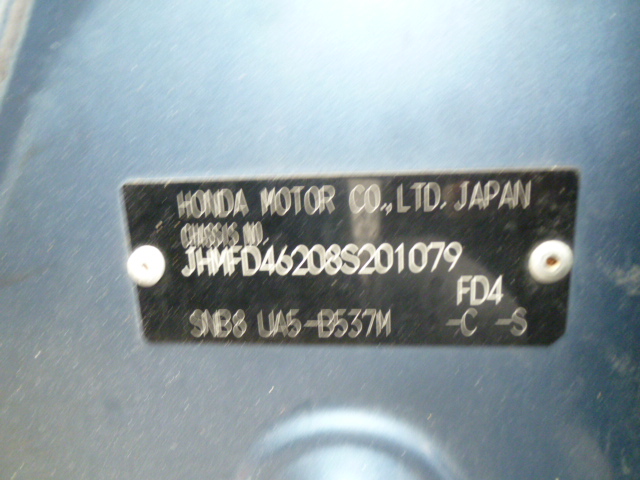 HONDA MOTOR CO.,LTD. JAPAN
CHASSIS NO.
JHMFD46208S201079
FD4
SNB8 UA5-B537M -C -S